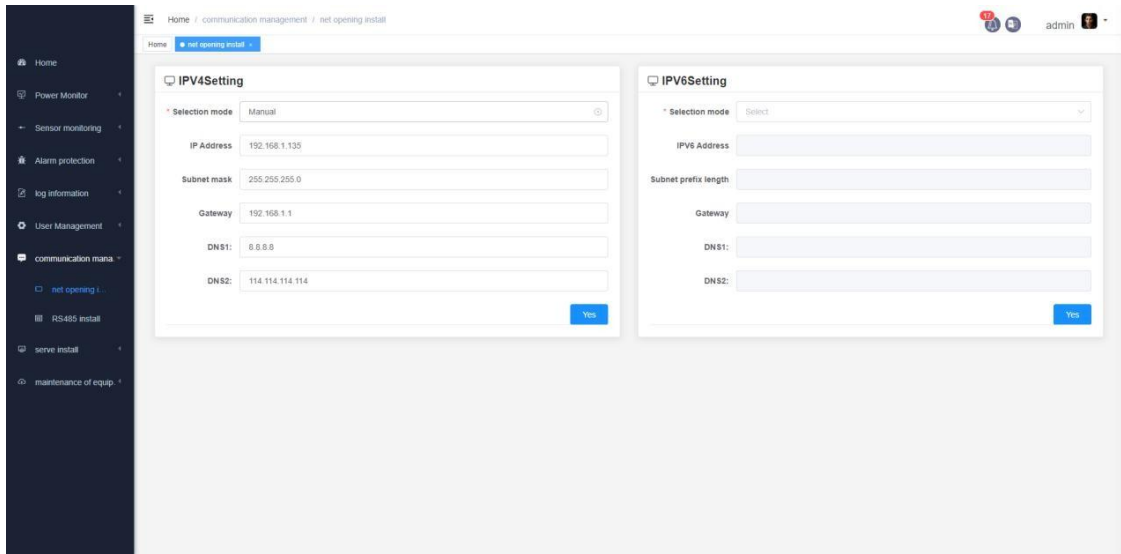 Home / communication management / net opening install
17
admin
Home
net opening install ×
Home
Power Monitor
Sensor monitoring
Alarm protection
log information
User Management
communication mana.
net opening i...
RS485 install
serve install
maintenance of equip.
IPV4Setting
* Selection mode Manual
IP Address 192.168.1.135
Subnet mask 255.255.255.0
Gateway 192.168.1.1
DNS1: 8.8.8.8
DNS2: 114.114.114.114
Yes
IPV6Setting
* Selection mode Select
IPV6 Address
Subnet prefix length
Gateway
DNS1:
DNS2:
Yes